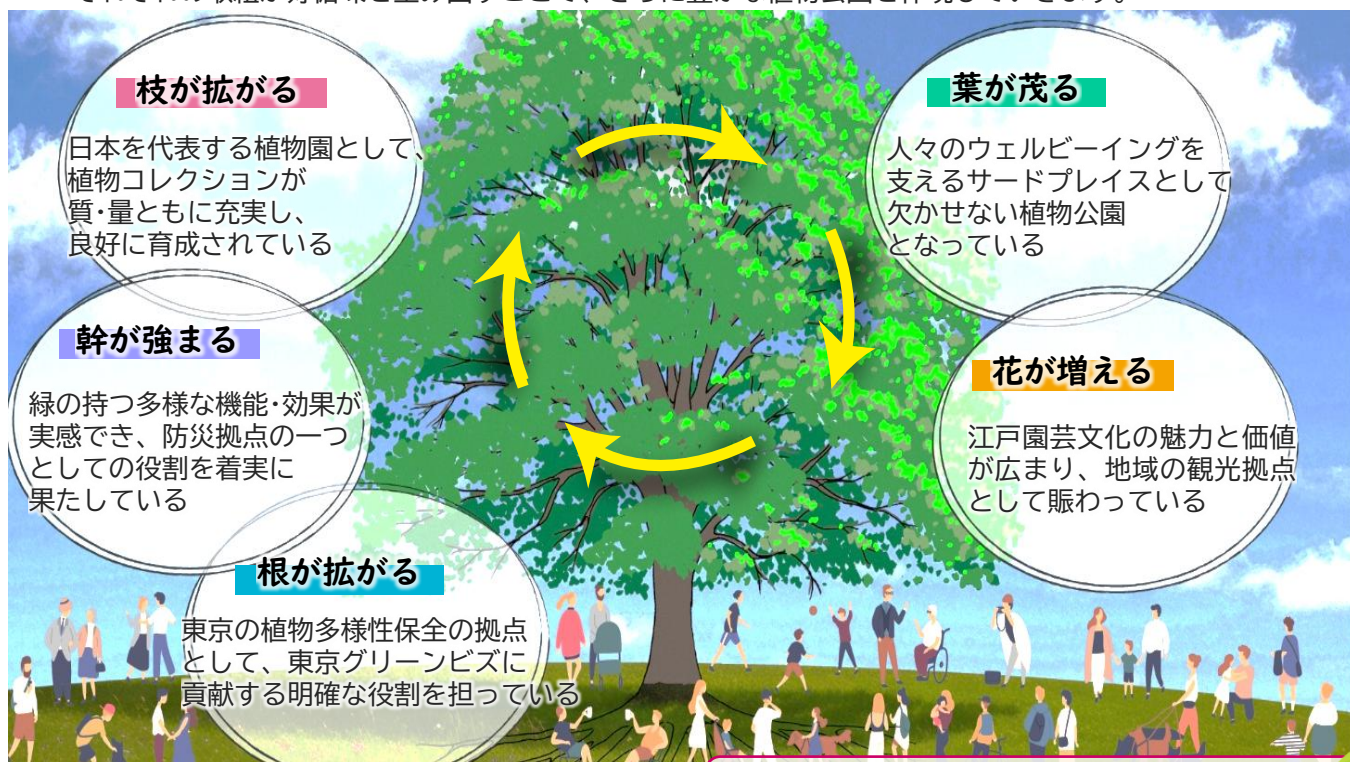 枝が拡がる
日本を代表する植物園として、
植物コレクションが
質・量ともに充実し、
良好に育成されている
葉が茂る
人々のウェルビーイングを
支えるサードプレイスとして
欠かせない植物公園
となっている
幹が強まる
緑の持つ多様な機能・効果が
実感でき、防災拠点の一つ
としての役割を着実に
果たしている
花が増える
江戸園芸文化の魅力と価値
が広まり、地域の観光拠点
として賑わっている
根が拡がる
東京の植物多様性保全の拠点
として、東京グリーンビズに
貢献する明確な役割を担っている